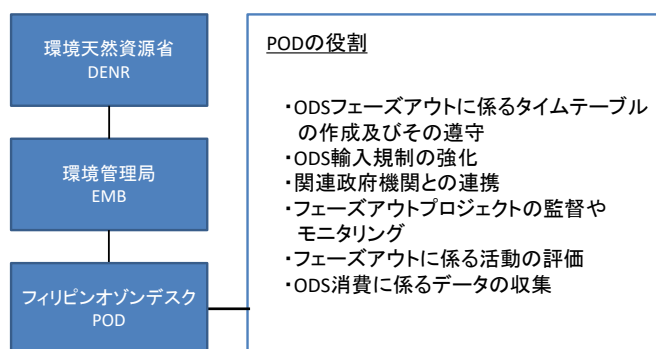 環境天然資源省
DENR
環境管理局
EMB
フィリピンオゾンデスク
POD
PODの役割
・ODSフェーズアウトに係るタイムテーブル
の作成及びその遵守
・ODS輸入規制の強化
・関連政府機関との連携
・フェーズアウトプロジェクトの監督や
モニタリング
・フェーズアウトに係る活動の評価
・ODS消費に係るデータの収集